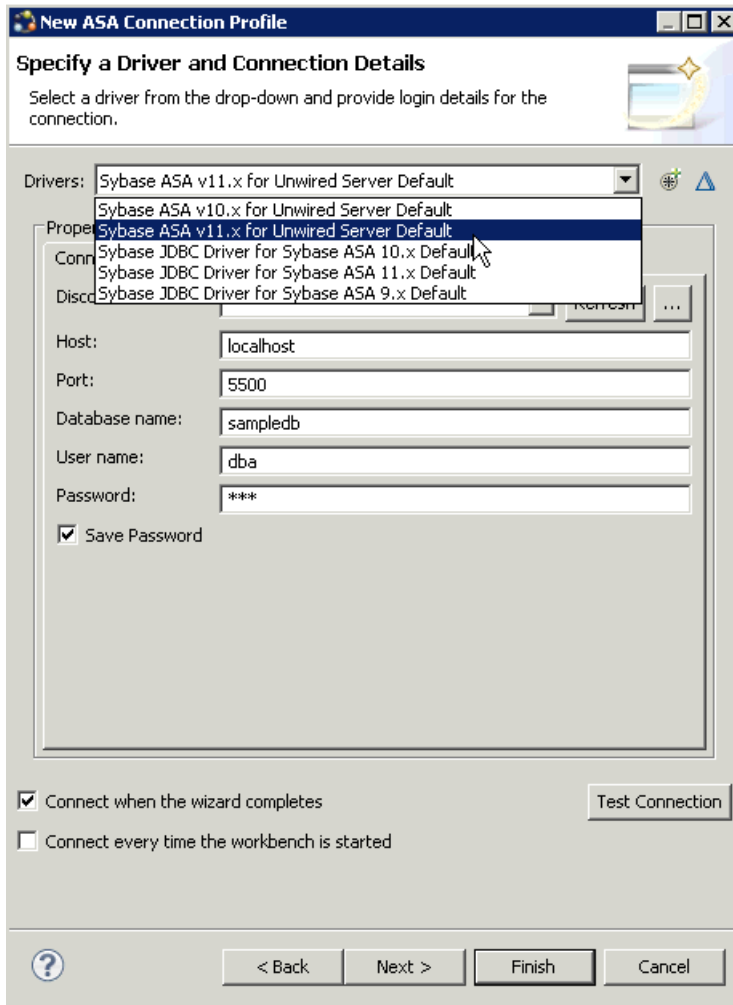 New ASA Connection Profile
Specify a Driver and Connection Details
Select a driver from the drop-down and provide login details for the
connection.
Drivers: Sybase ASA v11.x for Unwired Server Default
Sybase ASA v10.x for Unwired Server Default
Sybase ASA v11.x for Unwired Server Default
Sybase JDBC Driver for Sybase ASA 10.x Default
Sybase JDBC Driver for Sybase ASA 11.x Default
Sybase JDBC Driver for Sybase ASA 9.x Default
Proper
Conn
Disco
Refresh ...
Host: localhost
Port: 5500
Database name: sampledb
User name: dba
Password: ***
Save Password
Connect when the wizard completes Test Connection
Connect every time the workbench is started
? < Back Next > Finish Cancel